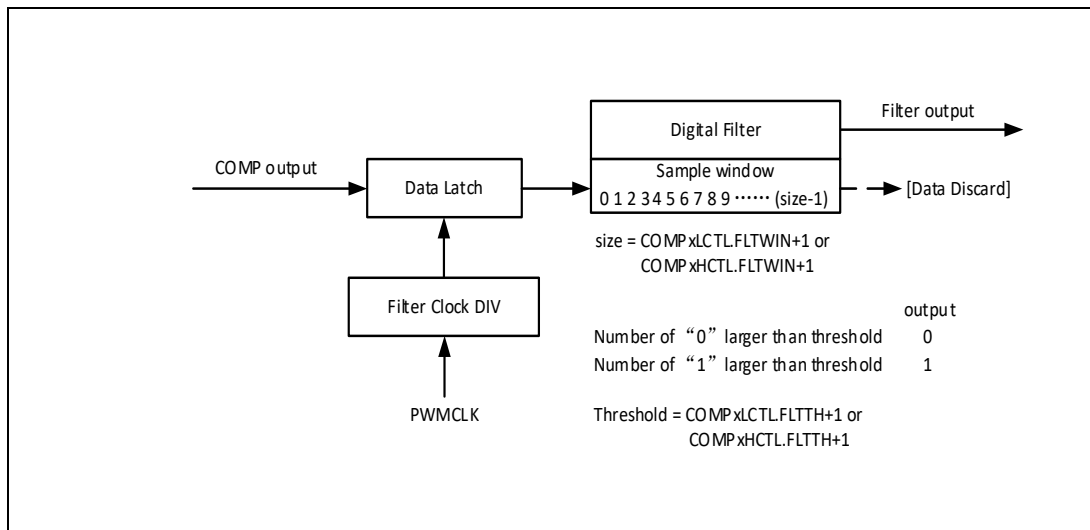 Digital Filter
Filter output
COMP output
Data Latch
Sample window
0 1 2 3 4 5 6 7 8 9 ⋯⋯ (size-1)
[Data Discard]
size = COMPxLCTL.FLTWIN+1 or
COMPxHCTL.FLTWIN+1
Filter Clock DIV
output
Number of “0” larger than threshold 0
Number of “1” larger than threshold 1
PWMCLK
Threshold = COMPxLCTL.FLTTH+1 or
COMPxHCTL.FLTTH+1